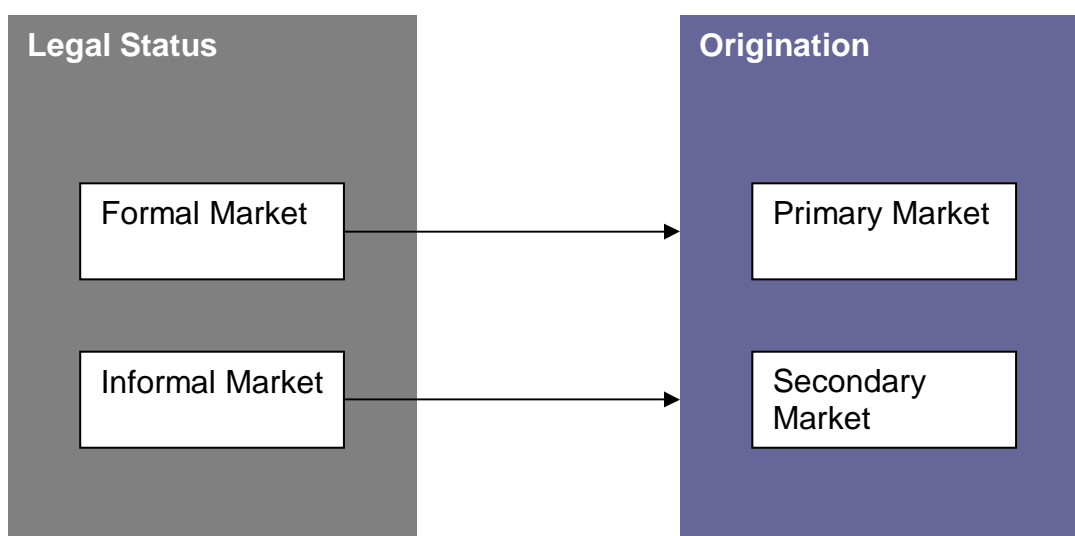 Legal Status
Formal Market
Informal Market
Origination
Primary Market
Secondary
Market